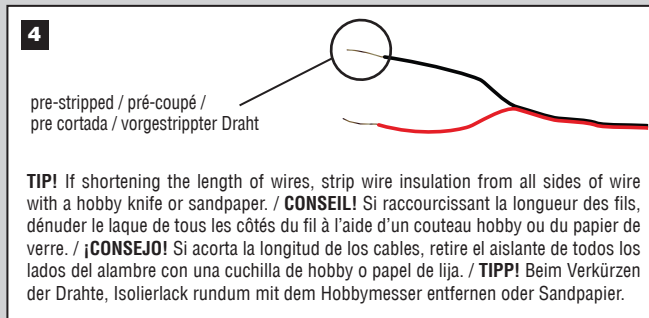 4
pre-stripped / pré-coupé /
pre cortada / vorgestrippter Draht
TIP! If shortening the length of wires, strip wire insulation from all sides of wire
with a hobby knife or sandpaper. / CONSEIL! Si raccourcissant la longueur des fils,
dénuder le laque de tous les côtés du fil à l’aide d’un couteau hobby ou du papier de
verre. / ¡CONSEJO! Si acorta la longitud de los cables, retire el aislante de todos los
lados del alambre con una cuchilla de hobby o papel de lija. / TIPP! Beim Verkürzen
der Drahte, Isolierlack rundum mit dem Hobbymesser entfernen oder Sandpapier.